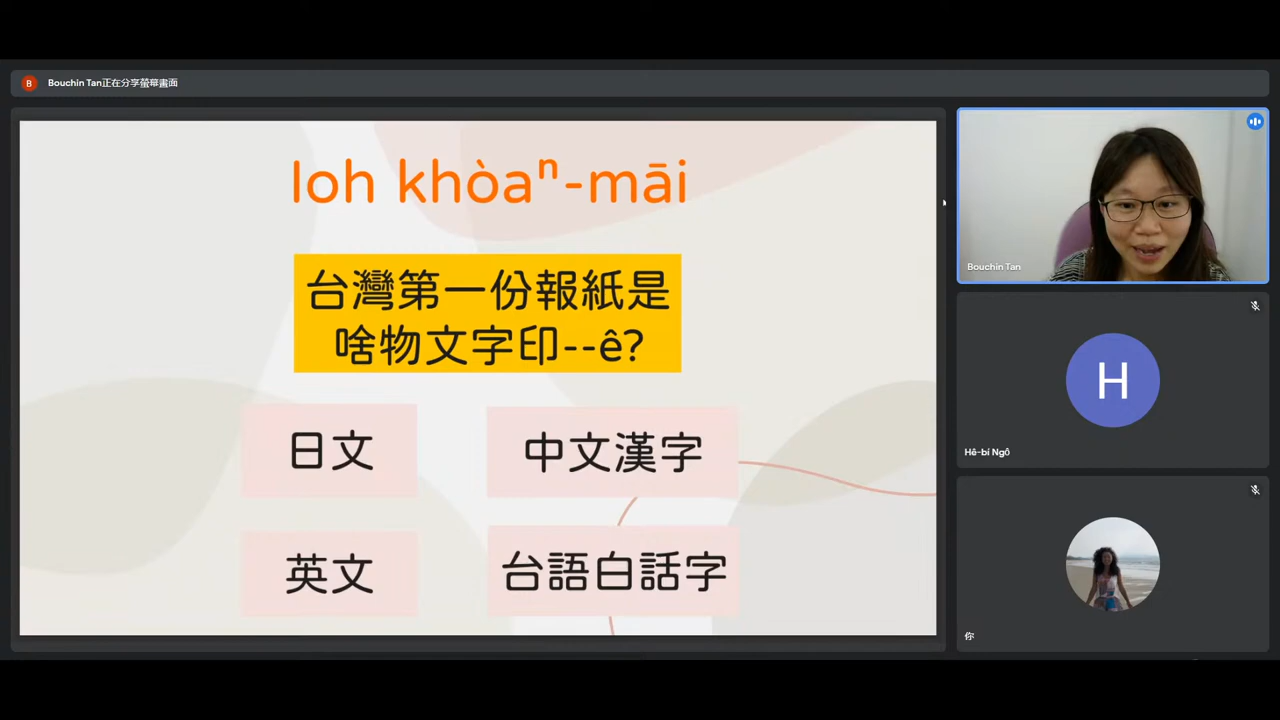 B
Bouchin Tan正在分享螢幕畫面
loh khòaⁿ-māi
台灣第一份報紙是
啥物文字印--ê?
日文
中文漢字
英文
台語白話字
Bouchin Tan
H
Hê-bí Ngô
你